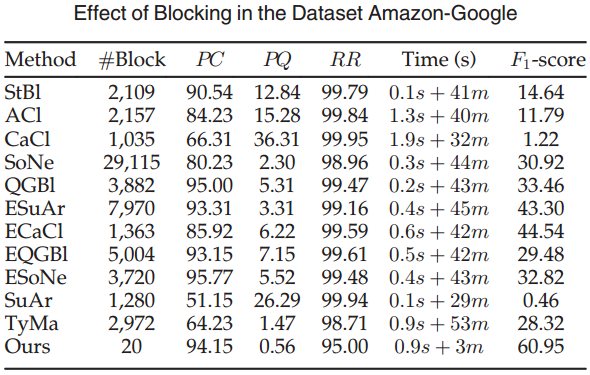 Effect of Blocking in the Dataset Amazon-Google
Method #Block PC PQ RR Time (s) F1-score
StBl 2,109 90.54 12.84 99.79 0.1s + 41m 14.64
ACl 2,157 84.23 15.28 99.84 1.3s + 40m 11.79
CaCl 1,035 66.31 36.31 99.95 1.9s + 32m 1.22
SoNe 29,115 80.23 2.30 98.96 0.3s + 44m 30.92
QGBl 3,882 95.00 5.31 99.47 0.2s + 43m 33.46
ESuAr 7,970 93.31 3.31 99.16 0.4s + 45m 43.30
ECaCl 1,363 85.92 6.22 99.59 0.6s + 42m 44.54
EQGBl 5,004 93.15 7.15 99.61 0.5s + 42m 29.48
ESoNe 3,720 95.77 5.52 99.48 0.4s + 43m 32.82
SuAr 1,280 51.15 26.29 99.94 0.1s + 29m 0.46
TyMa 2,972 64.23 1.47 98.71 0.9s + 53m 28.32
Ours 20 94.15 0.56 95.00 0.9s + 3m 60.95